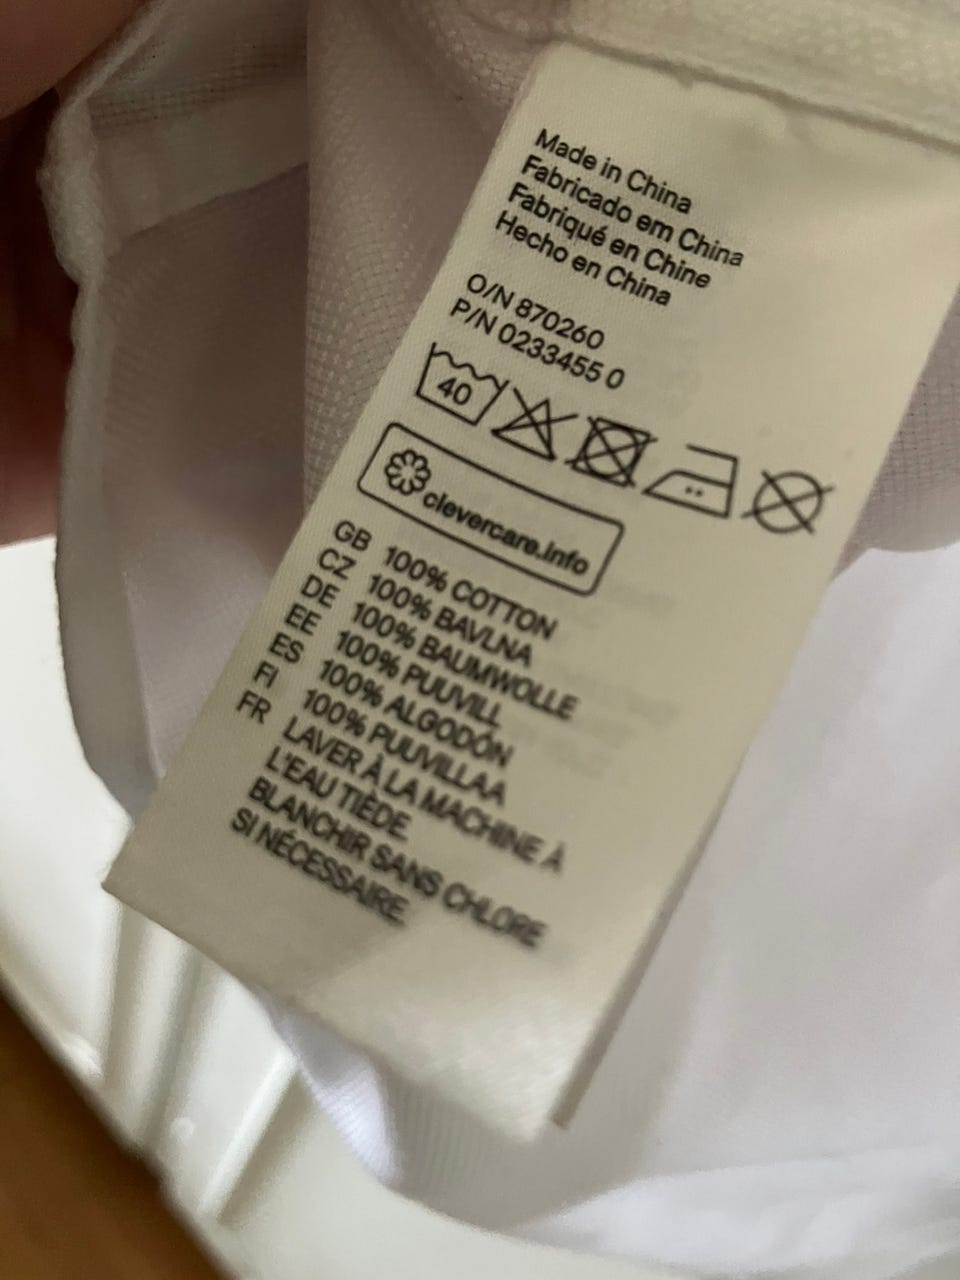 Made in China
Fabricado em China
Fabriqué en Chine
Hecho en China
O/N 870260
P/N 0233455 0
40
clevercare.info
GB 100% COTTON
CZ 100% BAVLNA
DE 100% BAUMWOLLE
EE 100% PUUVILL
ES 100% ALGODÓN
FI 100% PUUVILLAA
FR LAVER À LA MACHINE À
L'EAU TIÈDE.
BLANCHIR SANS CHLORE
SI NÉCESSAIRE.